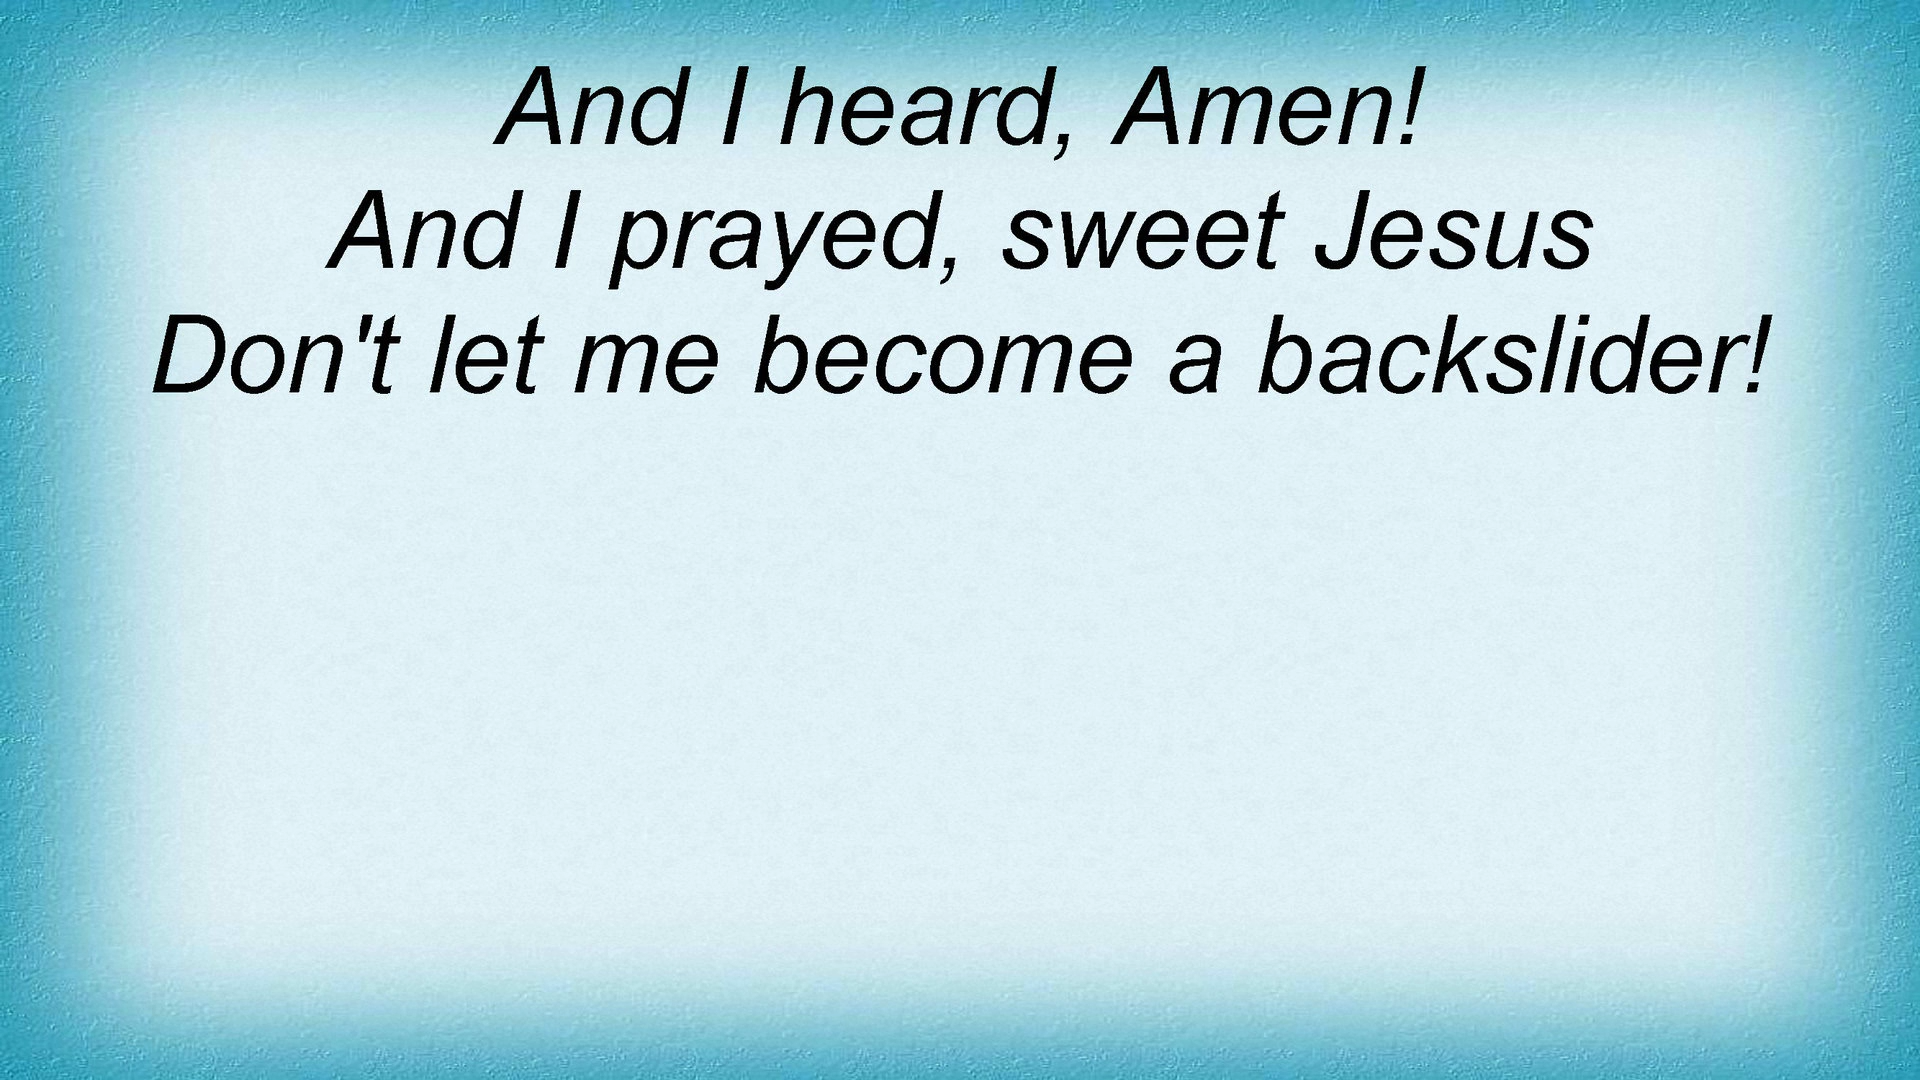 And I heard, Amen!
And I prayed, sweet Jesus
Don't let me become a backslider!